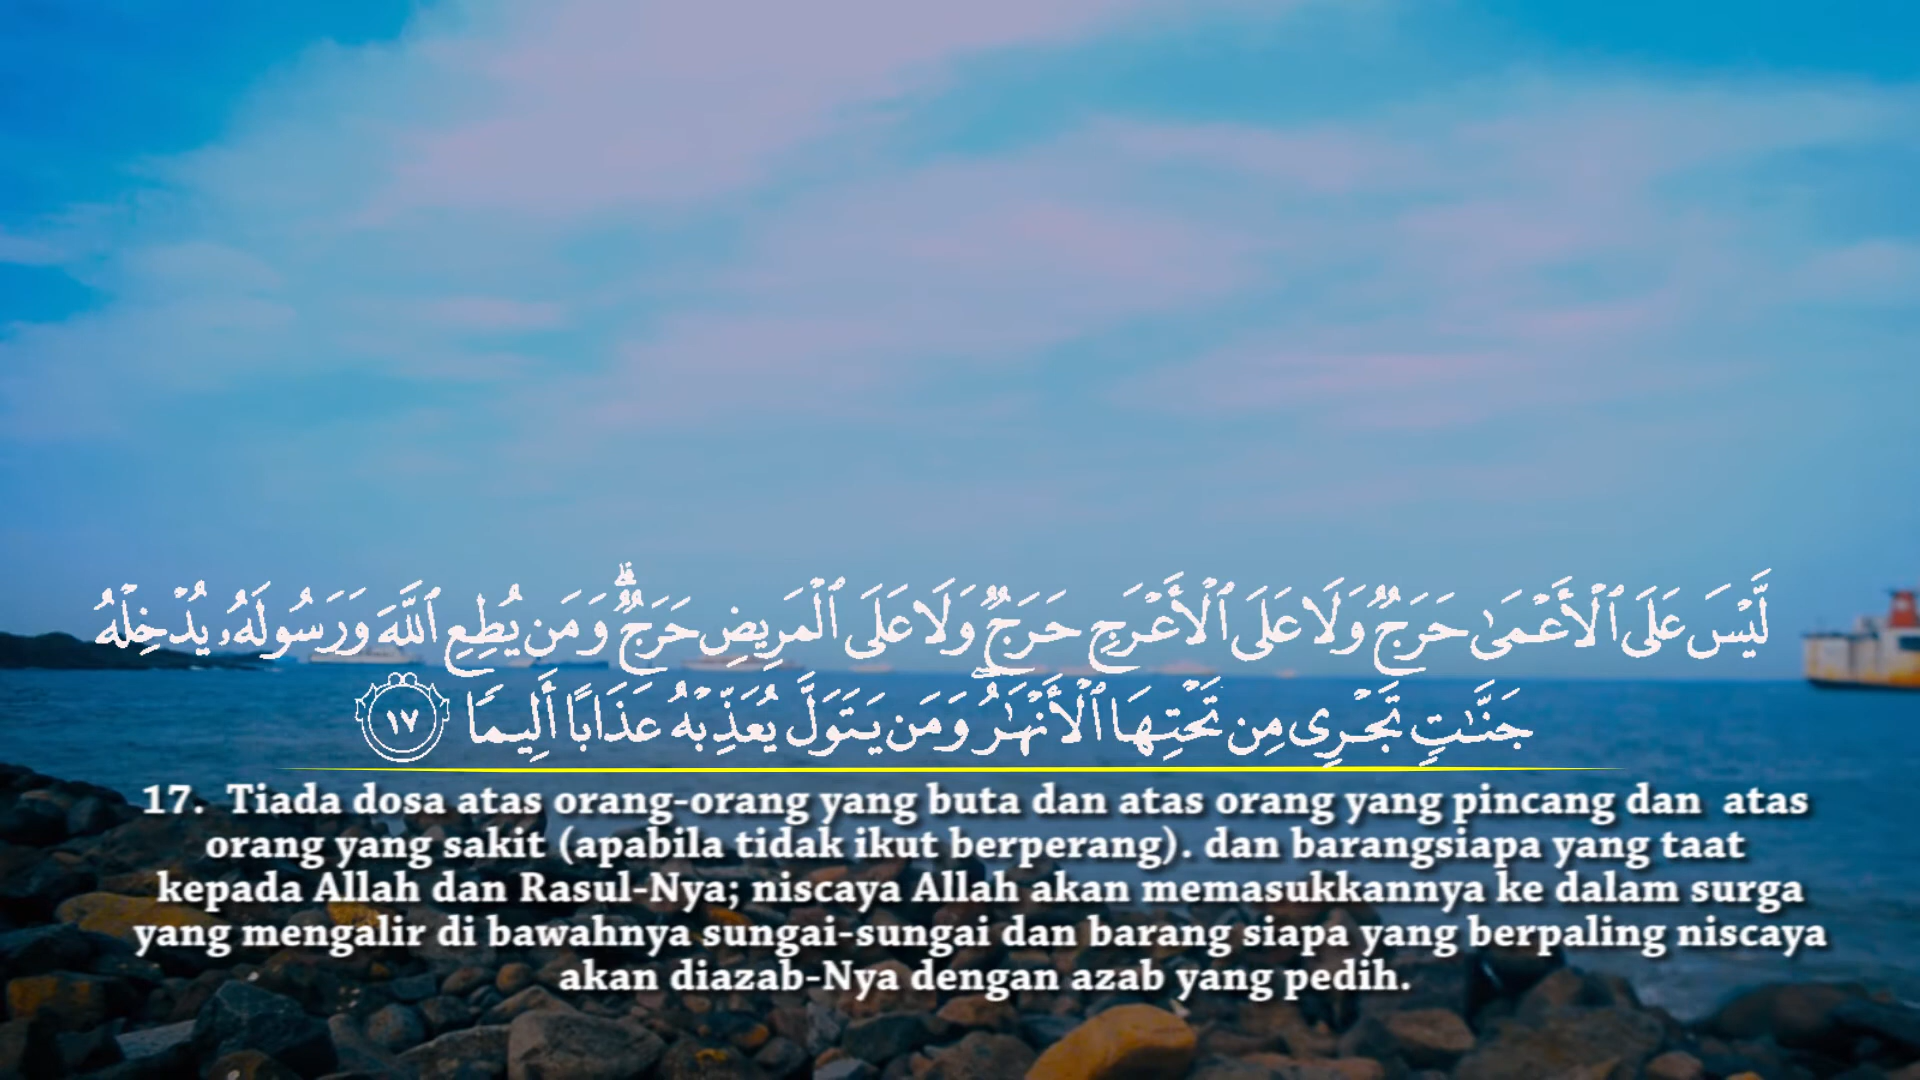 لَّيْسَ عَلَى ٱلْأَعْمَىٰ حَرَجٌ وَلَا عَلَى ٱلْأَعْرَجِ حَرَجٌ وَلَا عَلَى ٱلْمَرِيضِ حَرَجٌ ۗ وَمَن يُطِعِ ٱللَّهَ وَرَسُولَهُۥ يُدْخِلْهُ
جَنَّـٰتٍ تَجْرِى مِن تَحْتِهَا ٱلْأَنْهَـٰرُ ۖ وَمَن يَتَوَلَّ يُعَذِّبْهُ عَذَابًا أَلِيمًا ١٧
17. Tiada dosa atas orang-orang yang buta dan atas orang yang pincang dan atas
orang yang sakit (apabila tidak ikut berperang). dan barangsiapa yang taat
kepada Allah dan Rasul-Nya; niscaya Allah akan memasukkannya ke dalam surga
yang mengalir di bawahnya sungai-sungai dan barang siapa yang berpaling niscaya
akan diazab-Nya dengan azab yang pedih.